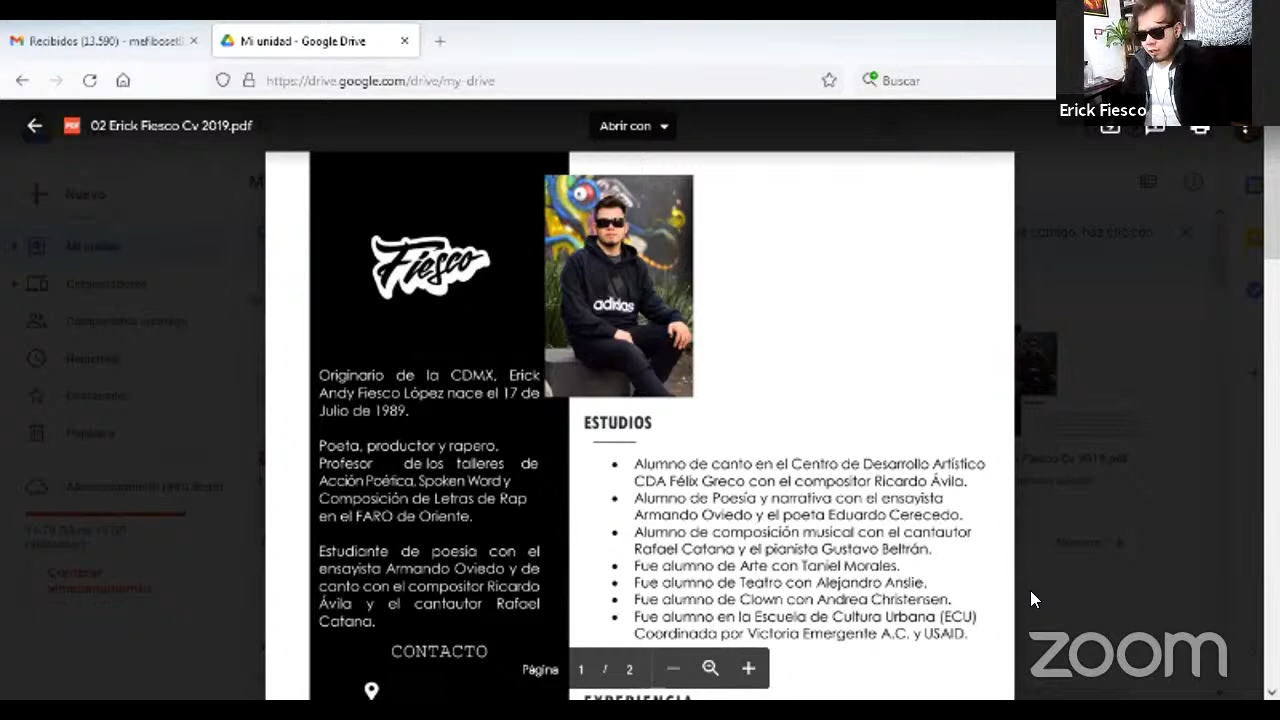 Recibidos (13,590) - mefiboset
Mi unidad - Google Drive
https://drive.google.com/drive/my-drive
Buscar
Erick Fiesco
PDF
02 Erick Fiesco Cv 2019.pdf
Abrir con
Nuevo
Mi unidad
Fiesco
adidas
Originario de la CDMX, Erick
Andy Fiesco López nace el 17 de
Julio de 1989.
Poeta, productor y rapero.
Profesor de los talleres de
Acción Poética, Spoken Word y
Composición de Letras de Rap
en el FARO de Oriente.
Estudiante de poesía con el
ensayista Armando Oviedo y de
canto con el compositor Ricardo
Ávila y el cantautor Rafael
Catana.
CONTACTO
ESTUDIOS
• Alumno de canto en el Centro de Desarrollo Artístico
CDA Félix Greco con el compositor Ricardo Ávila.
• Alumno de Poesía y narrativa con el ensayista
Armando Oviedo y el poeta Eduardo Cerecedo.
• Alumno de composición musical con el cantautor
Rafael Catana y el pianista Gustavo Beltrán.
• Fue alumno de Arte con Taniel Morales.
• Fue alumno de Teatro con Alejandro Anslie.
• Fue alumno de Clown con Andrea Christensen.
• Fue alumno en la Escuela de Cultura Urbana (ECU)
Coordinada por Victoria Emergente A.C. y USAID.
Página 1 / 2
EXPERIENCIA
zoom